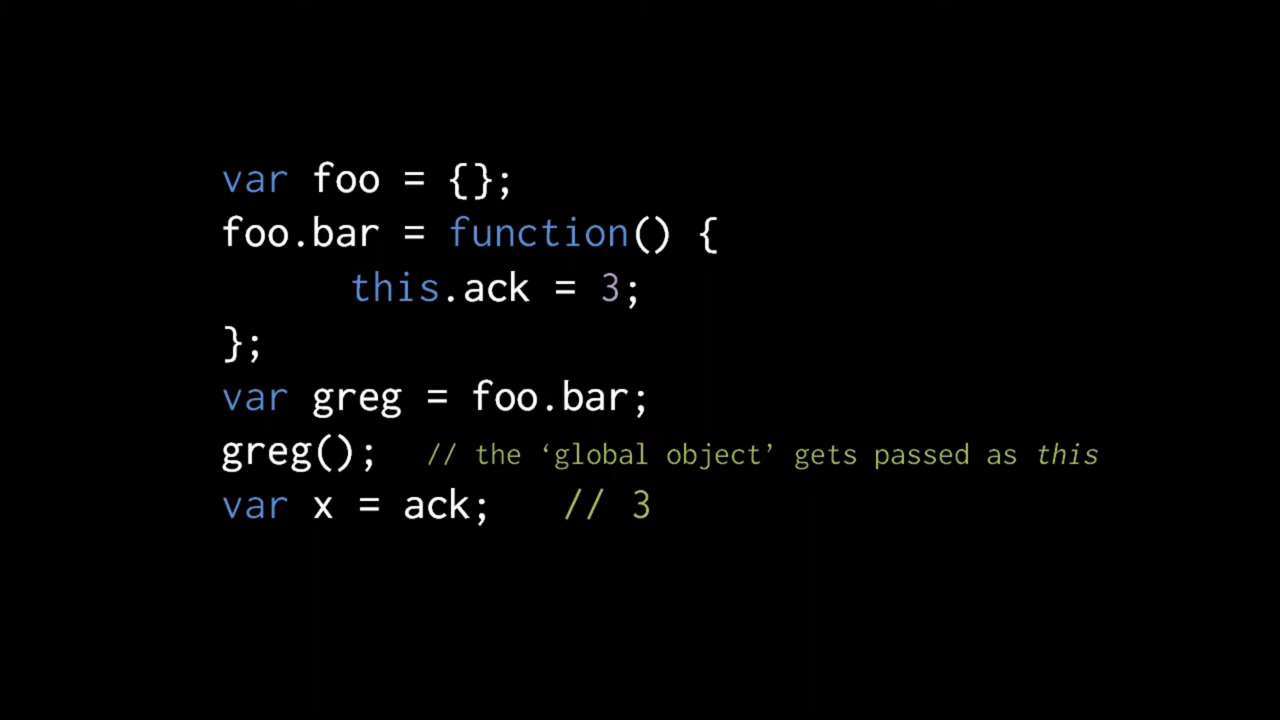 var foo = {};
foo.bar = function() {
this.ack = 3;
};
var greg = foo.bar;
greg(); // the ‘global object’ gets passed as this
var x = ack; // 3